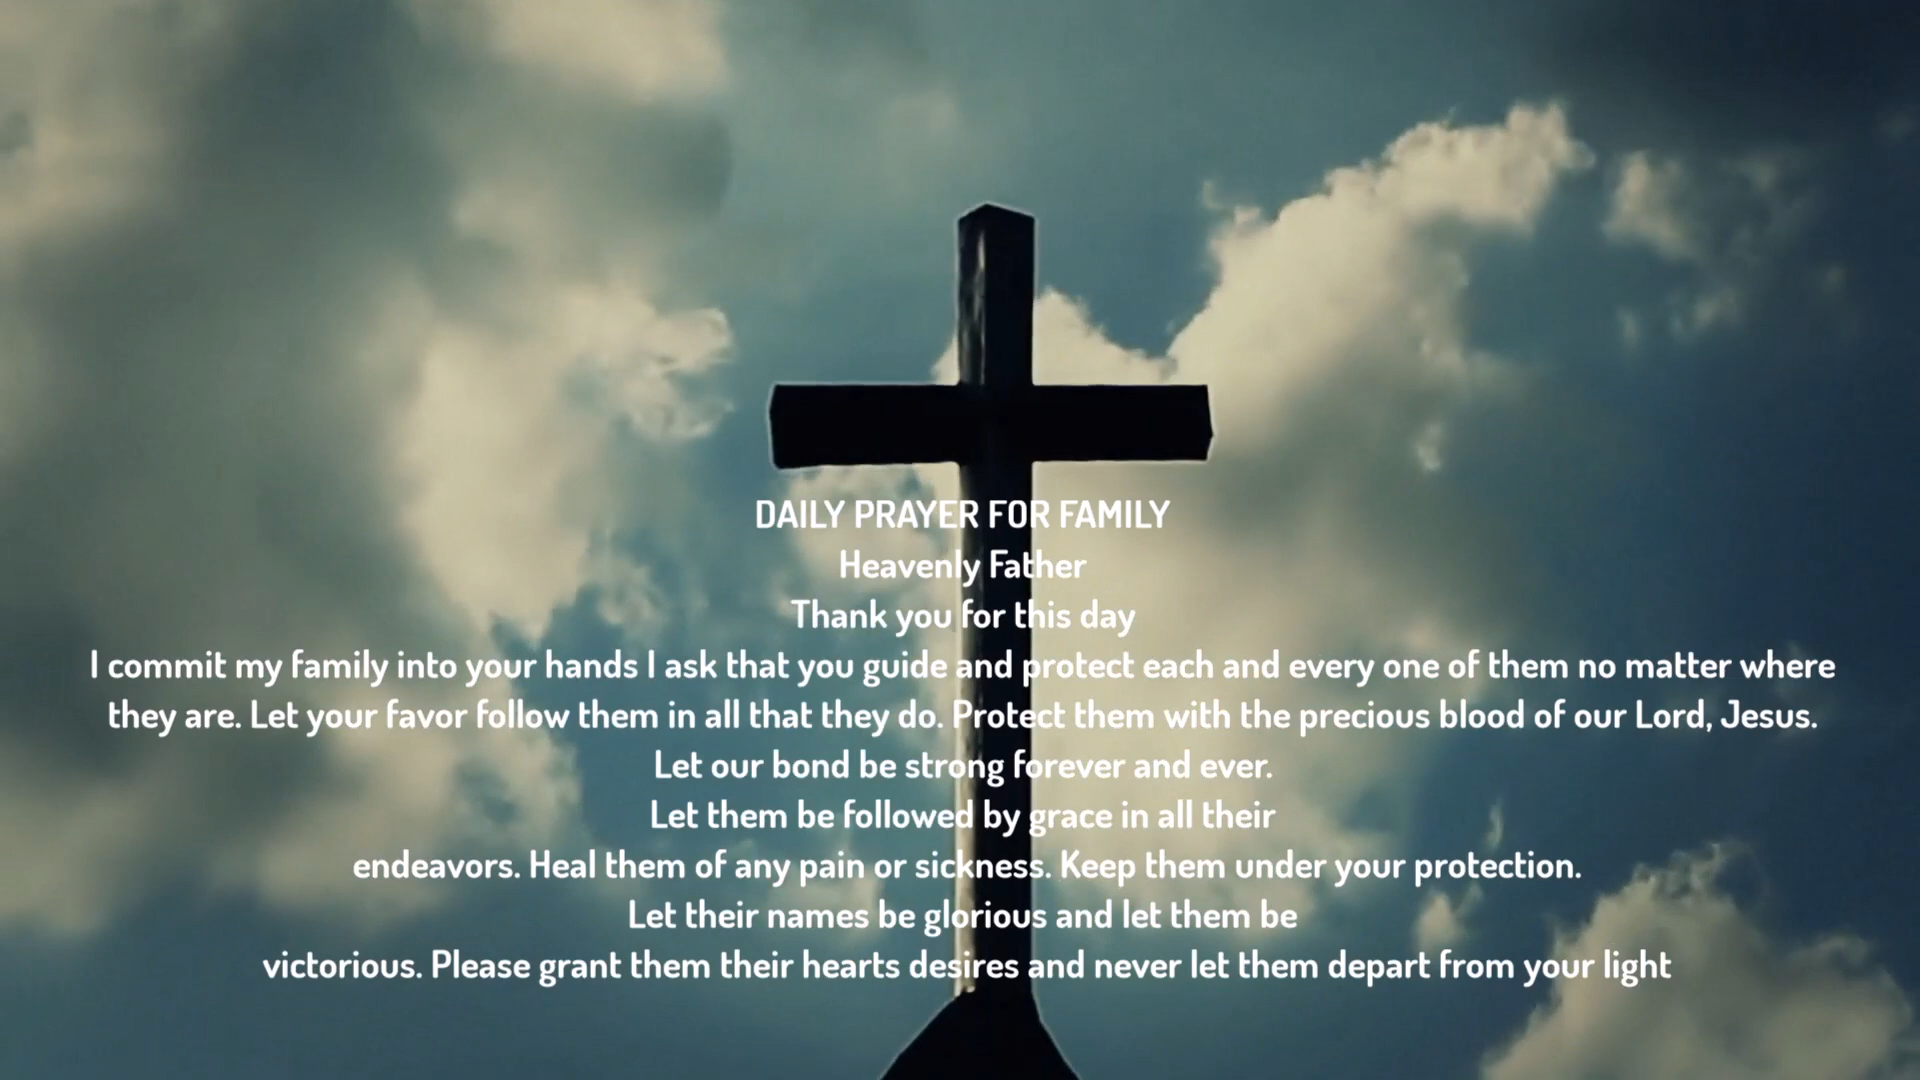 DAILY PRAYER FOR FAMILY
Heavenly Father
Thank you for this day
I commit my family into your hands I ask that you guide and protect each and every one of them no matter where
they are. Let your favor follow them in all that they do. Protect them with the precious blood of our Lord, Jesus.
Let our bond be strong forever and ever.
Let them be followed by grace in all their
endeavors. Heal them of any pain or sickness. Keep them under your protection.
Let their names be glorious and let them be
victorious. Please grant them their hearts desires and never let them depart from your light